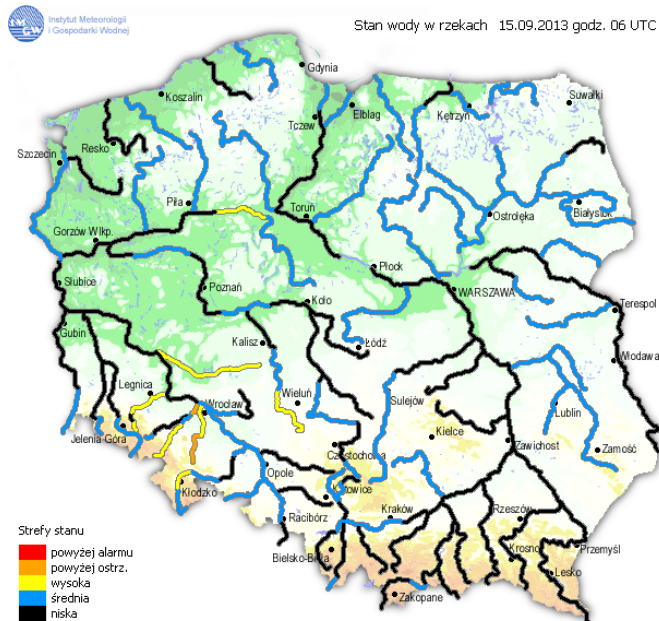 Instytut Meteorologii
i Gospodarki Wodnej
Stan wody w rzekach 15.09.2013 godz. 06 UTC
Gdynia
Koszalin
Suwałki
Elbląg
Kętrzyn
Tczew
Resko
Szczecin
Piła
Toruń
Ostrołęka
Białystok
Gorzów Wlkp.
Płock
Słubice
Poznań
WARSZAWA
Koło
Terespol
Gubin
Kalisz
Łódź
Włodawa
Legnica
Wieluń
Sulejów
Wrocław
Lublin
Jelenia Góra
Kielce
Zawichost
Zamość
Częstochowa
Opole
Kłodzko
Katowice
Racibórz
Kraków
Rzeszów
Strefy stanu
Bielsko-Biała
Krosno
Przemyśl
powyżej alarmu
powyżej ostrz.
Lesko
wysoka
Zakopane
średnia
niska